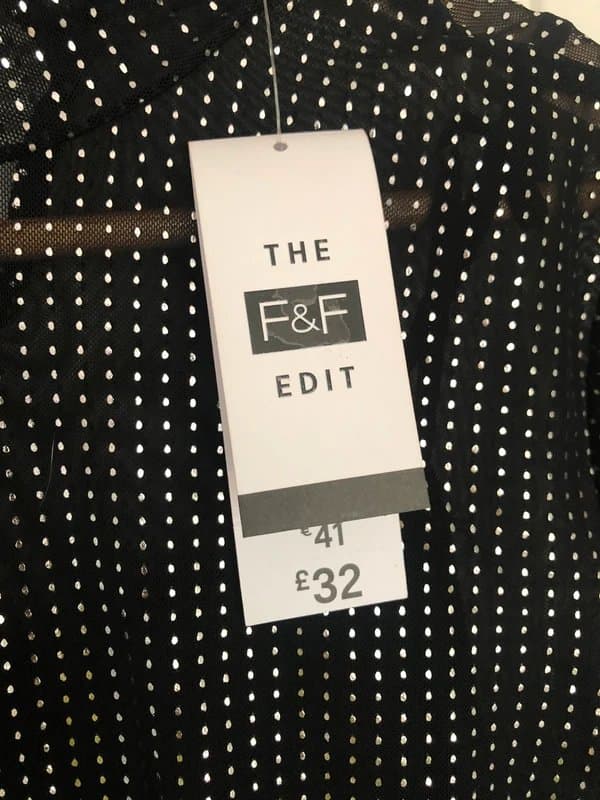 THE
F&F
EDIT
€41
£32